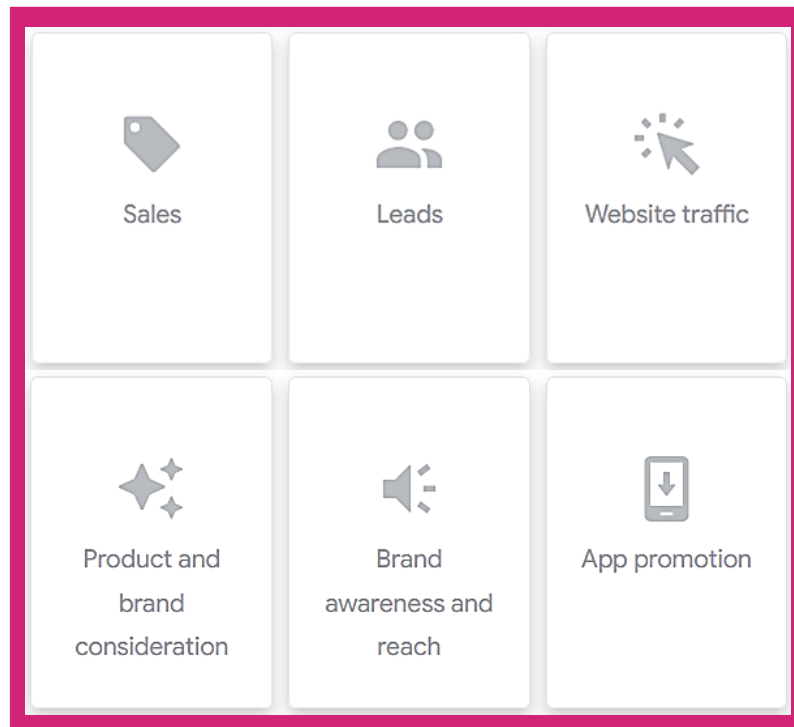 Sales
Leads
Website traffic
Product and
brand
consideration
Brand
awareness and
reach
App promotion